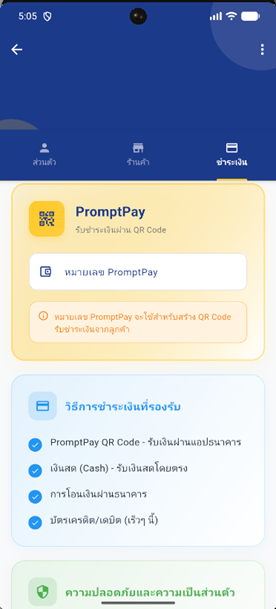 5:05
ส่วนตัว
ร้านค้า
ชำระเงิน
PromptPay
รับชำระเงินผ่าน QR Code
หมายเลข PromptPay
หมายเลข PromptPay จะใช้สำหรับสร้าง QR Code
รับชำระเงินจากลูกค้า
วิธีการชำระเงินที่รองรับ
PromptPay QR Code - รับเงินผ่านแอปธนาคาร
เงินสด (Cash) - รับเงินสดโดยตรง
การโอนเงินผ่านธนาคาร
บัตรเครดิต/เดบิต (เร็วๆ นี้)
ความปลอดภัยและความเป็นส่วนตัว